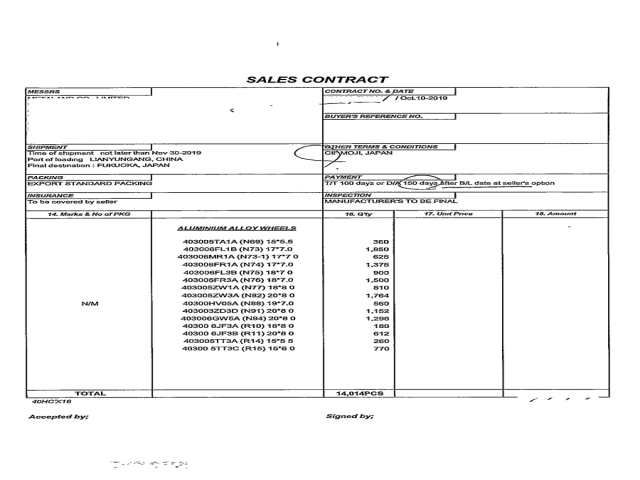 SALES CONTRACT
MESSRS
CONTRACT NO. & DATE
/ Oct.10-2019
BUYER'S REFERENCE NO.
SHIPMENT
OTHER TERMS & CONDITIONS
Time of shipment not later than Nov 30-2019
MOJI, JAPAN
Port of loading LIANYUNGANG, CHINA
Final destination : FUKUOKA, JAPAN
PACKING
PAYMENT
EXPORT STANDARD PACKING
T/T 100 days or D/A 150 days After B/L date at seller's option
INSURANCE
INSPECTION
To be covered by seller
MANUFACTURER'S TO BE FINAL
14. Marks & No of PKG
16. Q'ty
17. Unit Price
18. Amount
ALUMINIUM ALLOY WHEELS
403005TA1A (N69) 15*5.5 360
403006FL1B (N73) 17*7.0 1,850
403006MR1A (N73-1) 17*7 0 625
403006FR1A (N74) 17*7.0 1,375
403006FL3B (N75) 18*7 0 900
403006FR3A (N76) 18*7.0 1,500
403005ZW1A (N77) 18*8 0 810
403005ZW3A (N82) 20*8 0 1,764
N/M 40300HV05A (N88) 19*7.0 560
403003ZD3D (N91) 20*8 0 1,152
403006GW5A (N94) 20*8 0 1,296
40300 6JF3A (R10) 18*8 0 180
40300 6JF3B (R11) 20*8 0 612
403005TT3A (R14) 15*5 5 260
40300 5TT3C (R15) 15*6 0 770
TOTAL 14,014PCS
40HC'X16
Accepted by;
Signed by;